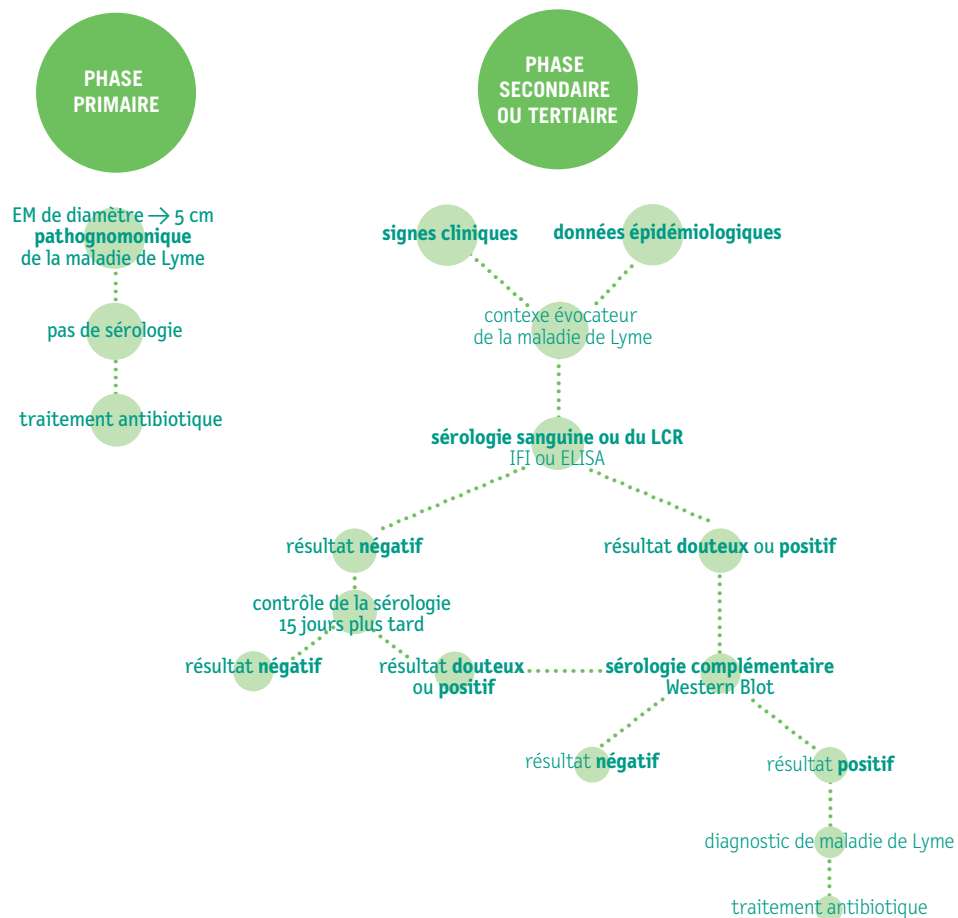 PHASE
PRIMAIRE
PHASE
SECONDAIRE
OU TERTIAIRE
EM de diamètre → 5 cm
pathognomonique
de la maladie de Lyme
pas de sérologie
traitement antibiotique
signes cliniques
données épidémiologiques
contexe évocateur
de la maladie de Lyme
sérologie sanguine ou du LCR
IFI ou ELISA
résultat négatif
résultat douteux ou positif
contrôle de la sérologie
15 jours plus tard
résultat négatif
résultat douteux
ou positif
sérologie complémentaire
Western Blot
résultat négatif
résultat positif
diagnostic de maladie de Lyme
traitement antibiotique